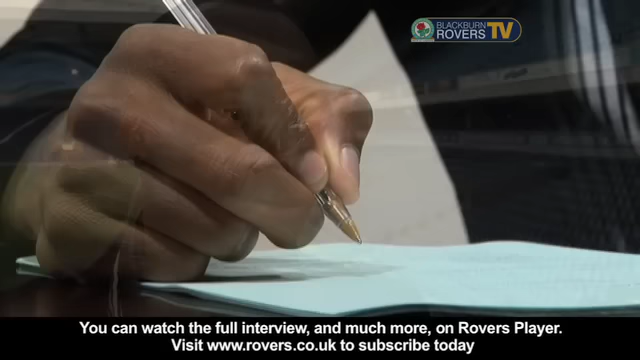 BLACKBURN
ROVERS TV
You can watch the full interview, and much more, on Rovers Player.
Visit www.rovers.co.uk to subscribe today